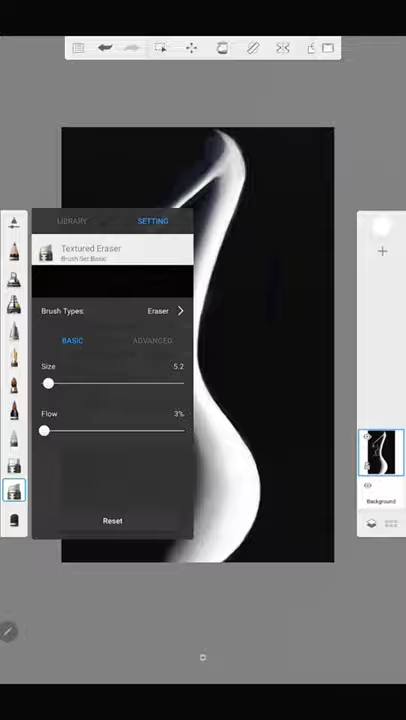 LIBRARY
SETTING
Textured Eraser
Brush Set:Basic
Brush Types:
Eraser
BASIC
ADVANCED
Size
5.2
Flow
3%
Reset
Background